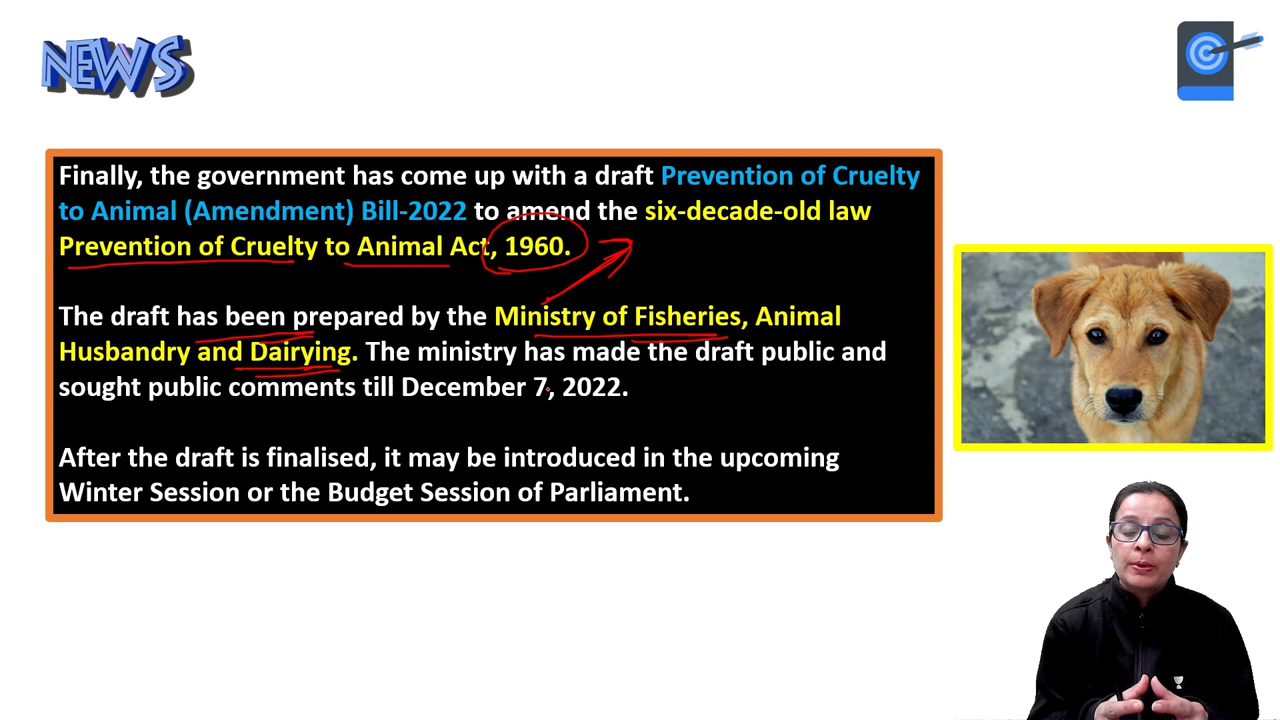 NEWS
Finally, the government has come up with a draft Prevention of Cruelty
to Animal (Amendment) Bill-2022 to amend the six-decade-old law
Prevention of Cruelty to Animal Act, 1960.
The draft has been prepared by the Ministry of Fisheries, Animal
Husbandry and Dairying. The ministry has made the draft public and
sought public comments till December 7, 2022.
After the draft is finalised, it may be introduced in the upcoming
Winter Session or the Budget Session of Parliament.